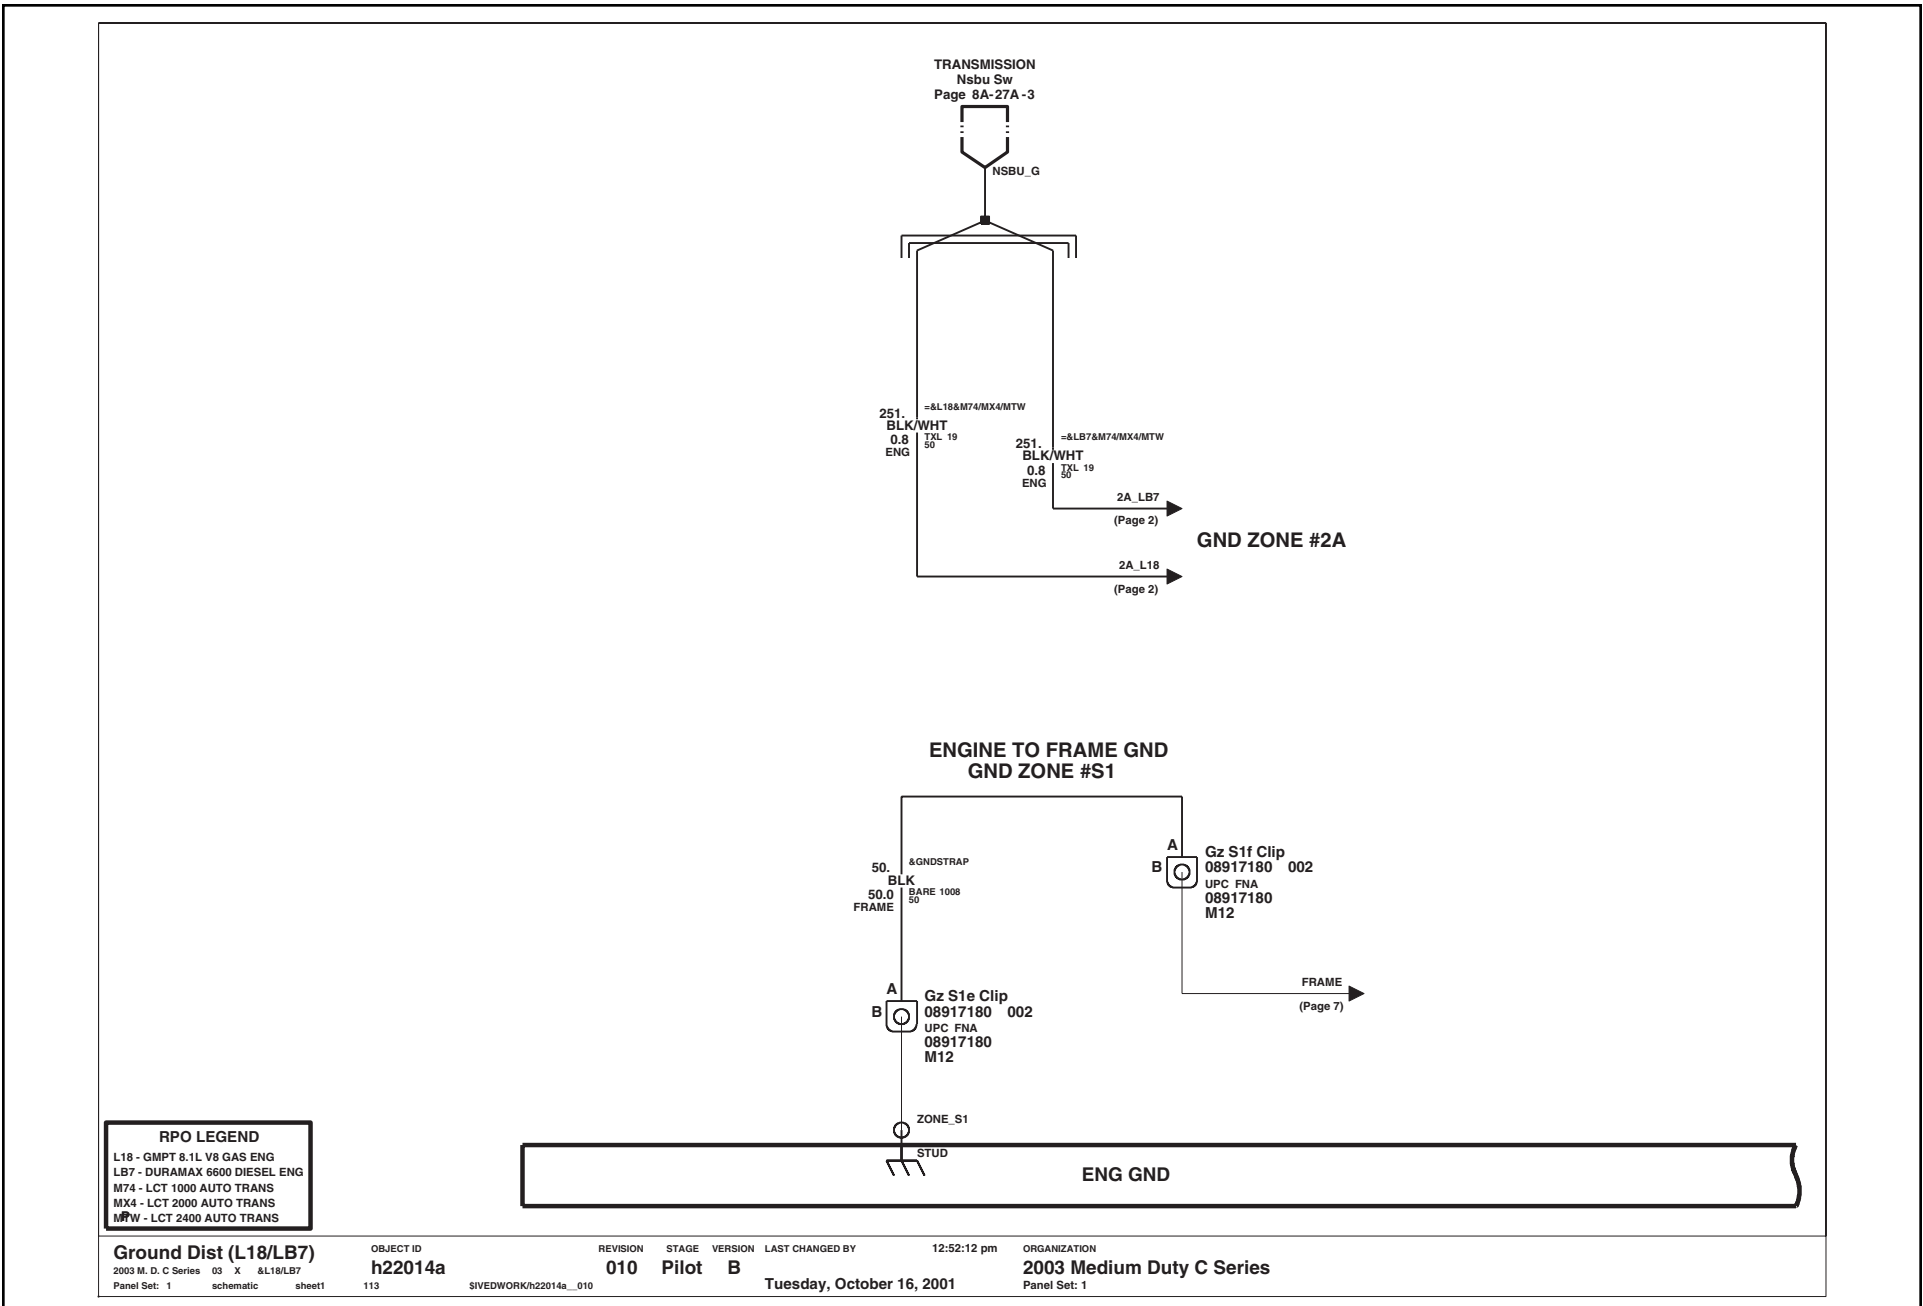 TRANSMISSION
Nsbu Sw
Page 8A-27A-3
NSBU_G
251.
=&L18&M74/MX4/MTW
BLK/WHT
0.8
TXL 19
50
ENG
251.
=&LB7&M74/MX4/MTW
BLK/WHT
0.8
TXL 19
50
ENG
2A_LB7
(Page 2)
GND ZONE #2A
2A_L18
(Page 2)
ENGINE TO FRAME GND
GND ZONE #S1
50.
&GNDSTRAP
BLK
50.0
BARE 1008
50
FRAME
A
B
Gz S1f Clip
08917180 002
UPC FNA
08917180
M12
FRAME
(Page 7)
A
B
Gz S1e Clip
08917180 002
UPC FNA
08917180
M12
ZONE_S1
STUD
ENG GND
RPO LEGEND
L18 - GMPT 8.1L V8 GAS ENG
LB7 - DURAMAX 6600 DIESEL ENG
M74 - LCT 1000 AUTO TRANS
MX4 - LCT 2000 AUTO TRANS
MTW - LCT 2400 AUTO TRANS
P
Ground Dist (L18/LB7)
2003 M. D. C Series 03 X &L18/LB7
Panel Set: 1 schematic sheet1
OBJECT ID
h22014a
113
$IVEDWORK/h22014a__010
REVISION
010
STAGE
Pilot
VERSION
B
LAST CHANGED BY
12:52:12 pm
Tuesday, October 16, 2001
ORGANIZATION
2003 Medium Duty C Series
Panel Set: 1